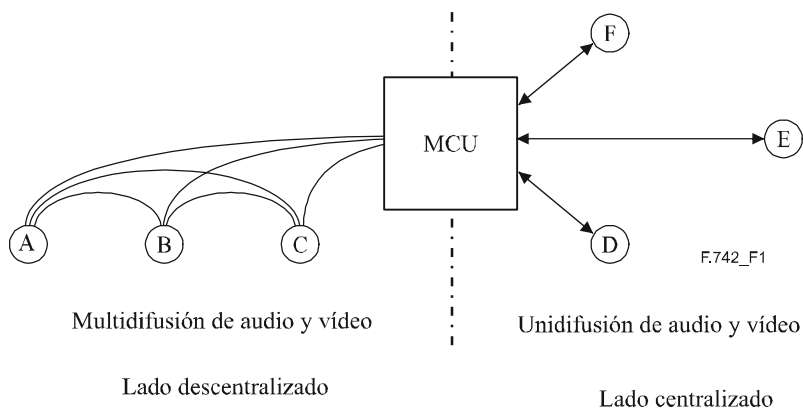 F
MCU
E
A
B
C
D
F.742_F1
Multidifusión de audio y vídeo
Unidifusión de audio y vídeo
Lado descentralizado
Lado centralizado